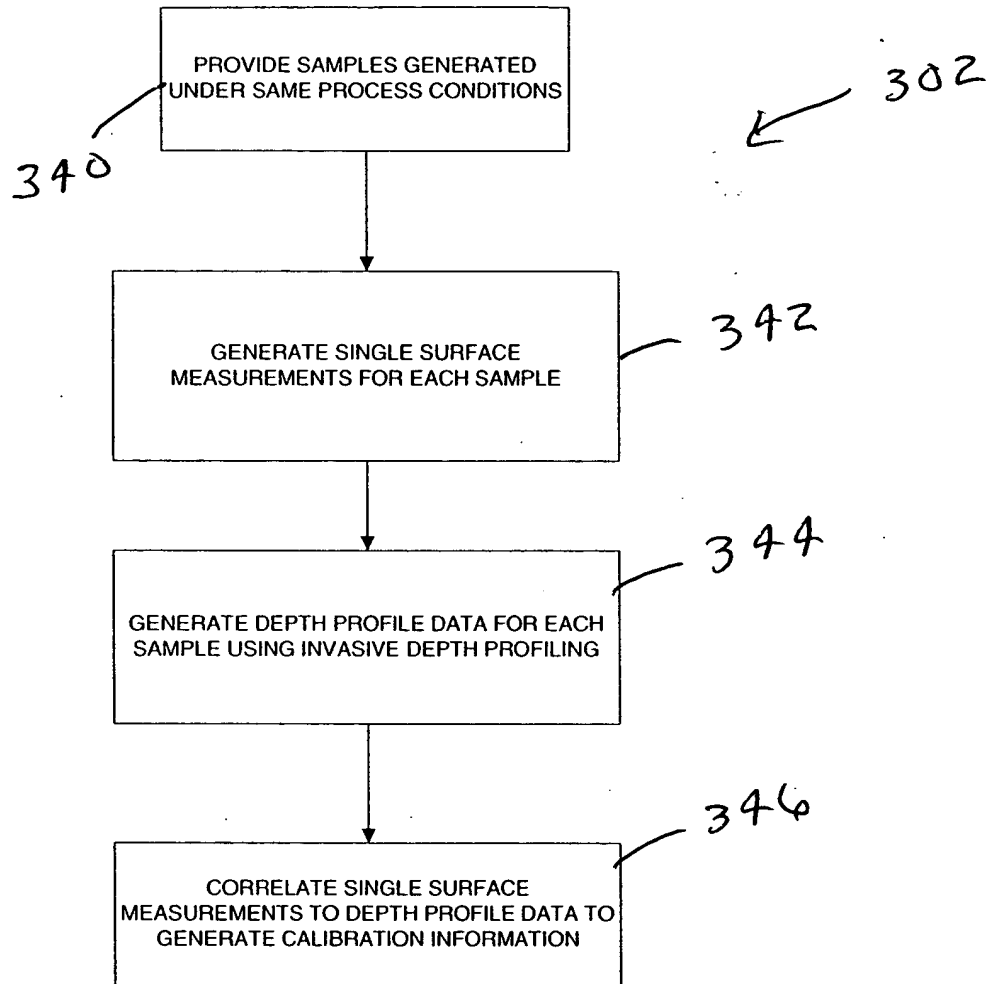 PROVIDE SAMPLES GENERATED
UNDER SAME PROCESS CONDITIONS
302
340
GENERATE SINGLE SURFACE
MEASUREMENTS FOR EACH SAMPLE
342
GENERATE DEPTH PROFILE DATA FOR EACH
SAMPLE USING INVASIVE DEPTH PROFILING
344
CORRELATE SINGLE SURFACE
MEASUREMENTS TO DEPTH PROFILE DATA TO
GENERATE CALIBRATION INFORMATION
346